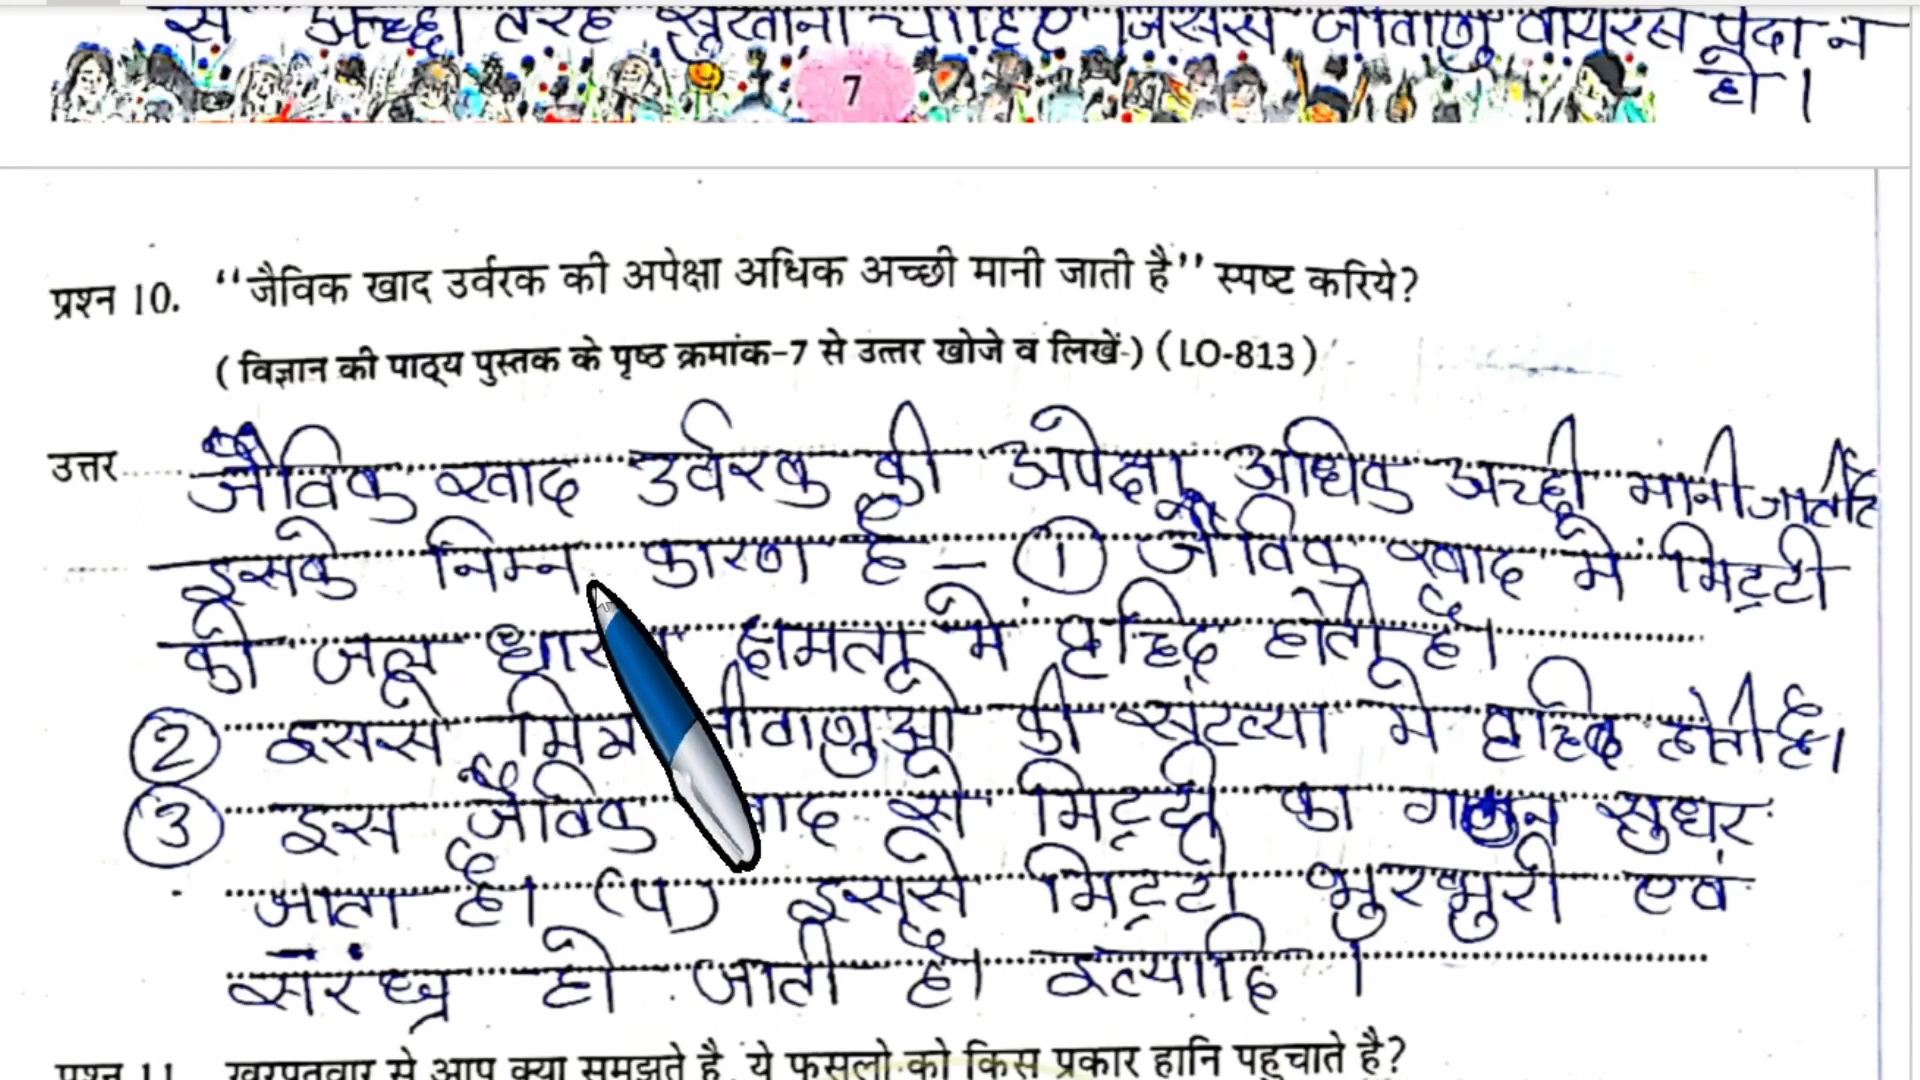 से अच्छी तरह सुखाना चाहिए जिससे जीवाणु वायरस पैदा न
हो।
7
प्रश्न 10. “जैविक खाद उर्वरक की अपेक्षा अधिक अच्छी मानी जाती है” स्पष्ट करिये?
( विज्ञान की पाठ्य पुस्तक के पृष्ठ क्रमांक-7 से उत्तर खोजे व लिखें-) (LO-813)
उत्तर जैविक खाद उर्वरक की अपेक्षा अधिक अच्छी मानी जाती है
इसके निम्न कारण है - ① जैविक खाद में मिट्टी
की जल क्षमता में वृद्धि होती है।
② इससे की संख्या में वृद्धि होती है।
③ इस जैविक से मिट्टी का गठन सुधर
जाता है। (4) इससे मिट्टी भुरभुरी एवं
सरंध्र हो जाती है। इत्यादि ।
प्रश्न 11. खरपतवार से आप क्या समझते है, ये फसलो को किस प्रकार हानि पहुचाते है?